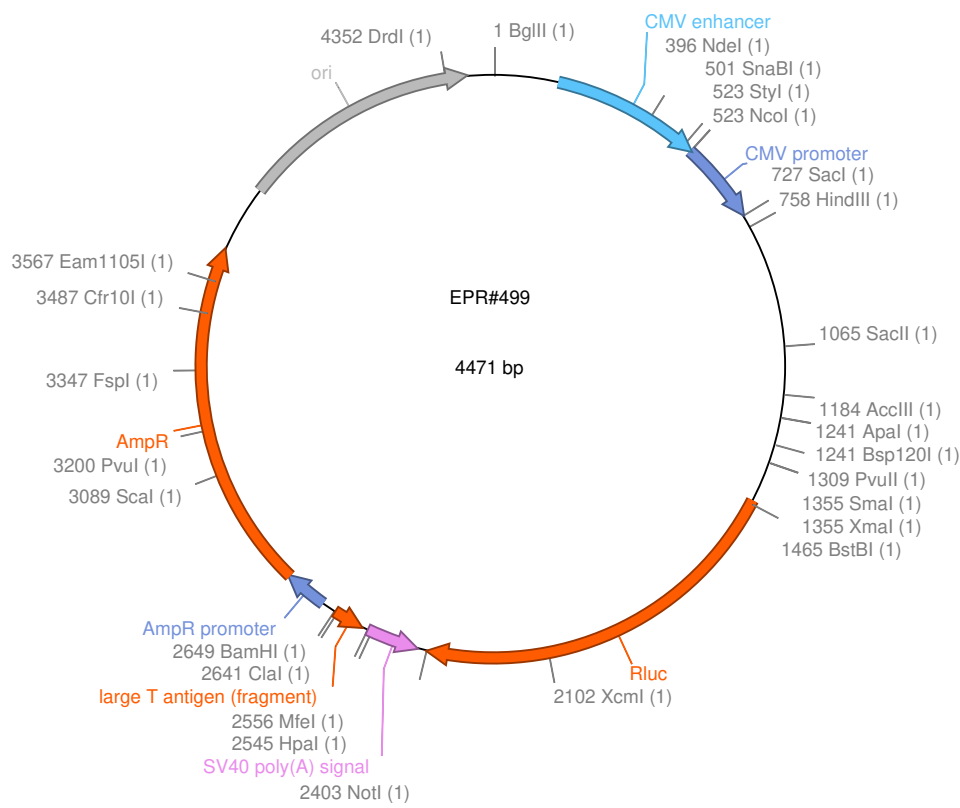 CMV enhancer
4352 DrdI (1)
1 BglII (1)
396 NdeI (1)
ori
501 SnaBI (1)
523 StyI (1)
523 NcoI (1)
CMV promoter
727 SacI (1)
758 HindIII (1)
3567 Eam1105I (1)
3487 Cfr10I (1)
EPR#499
1065 SacII (1)
4471 bp
3347 FspI (1)
1184 AccIII (1)
1241 ApaI (1)
AmpR
1241 Bsp120I (1)
3200 PvuI (1)
1309 PvuII (1)
3089 ScaI (1)
1355 SmaI (1)
1355 XmaI (1)
1465 BstBI (1)
AmpR promoter
2649 BamHI (1)
2641 ClaI (1)
Rluc
large T antigen (fragment)
2102 XcmI (1)
2556 MfeI (1)
2545 HpaI (1)
SV40 poly(A) signal
2403 NotI (1)